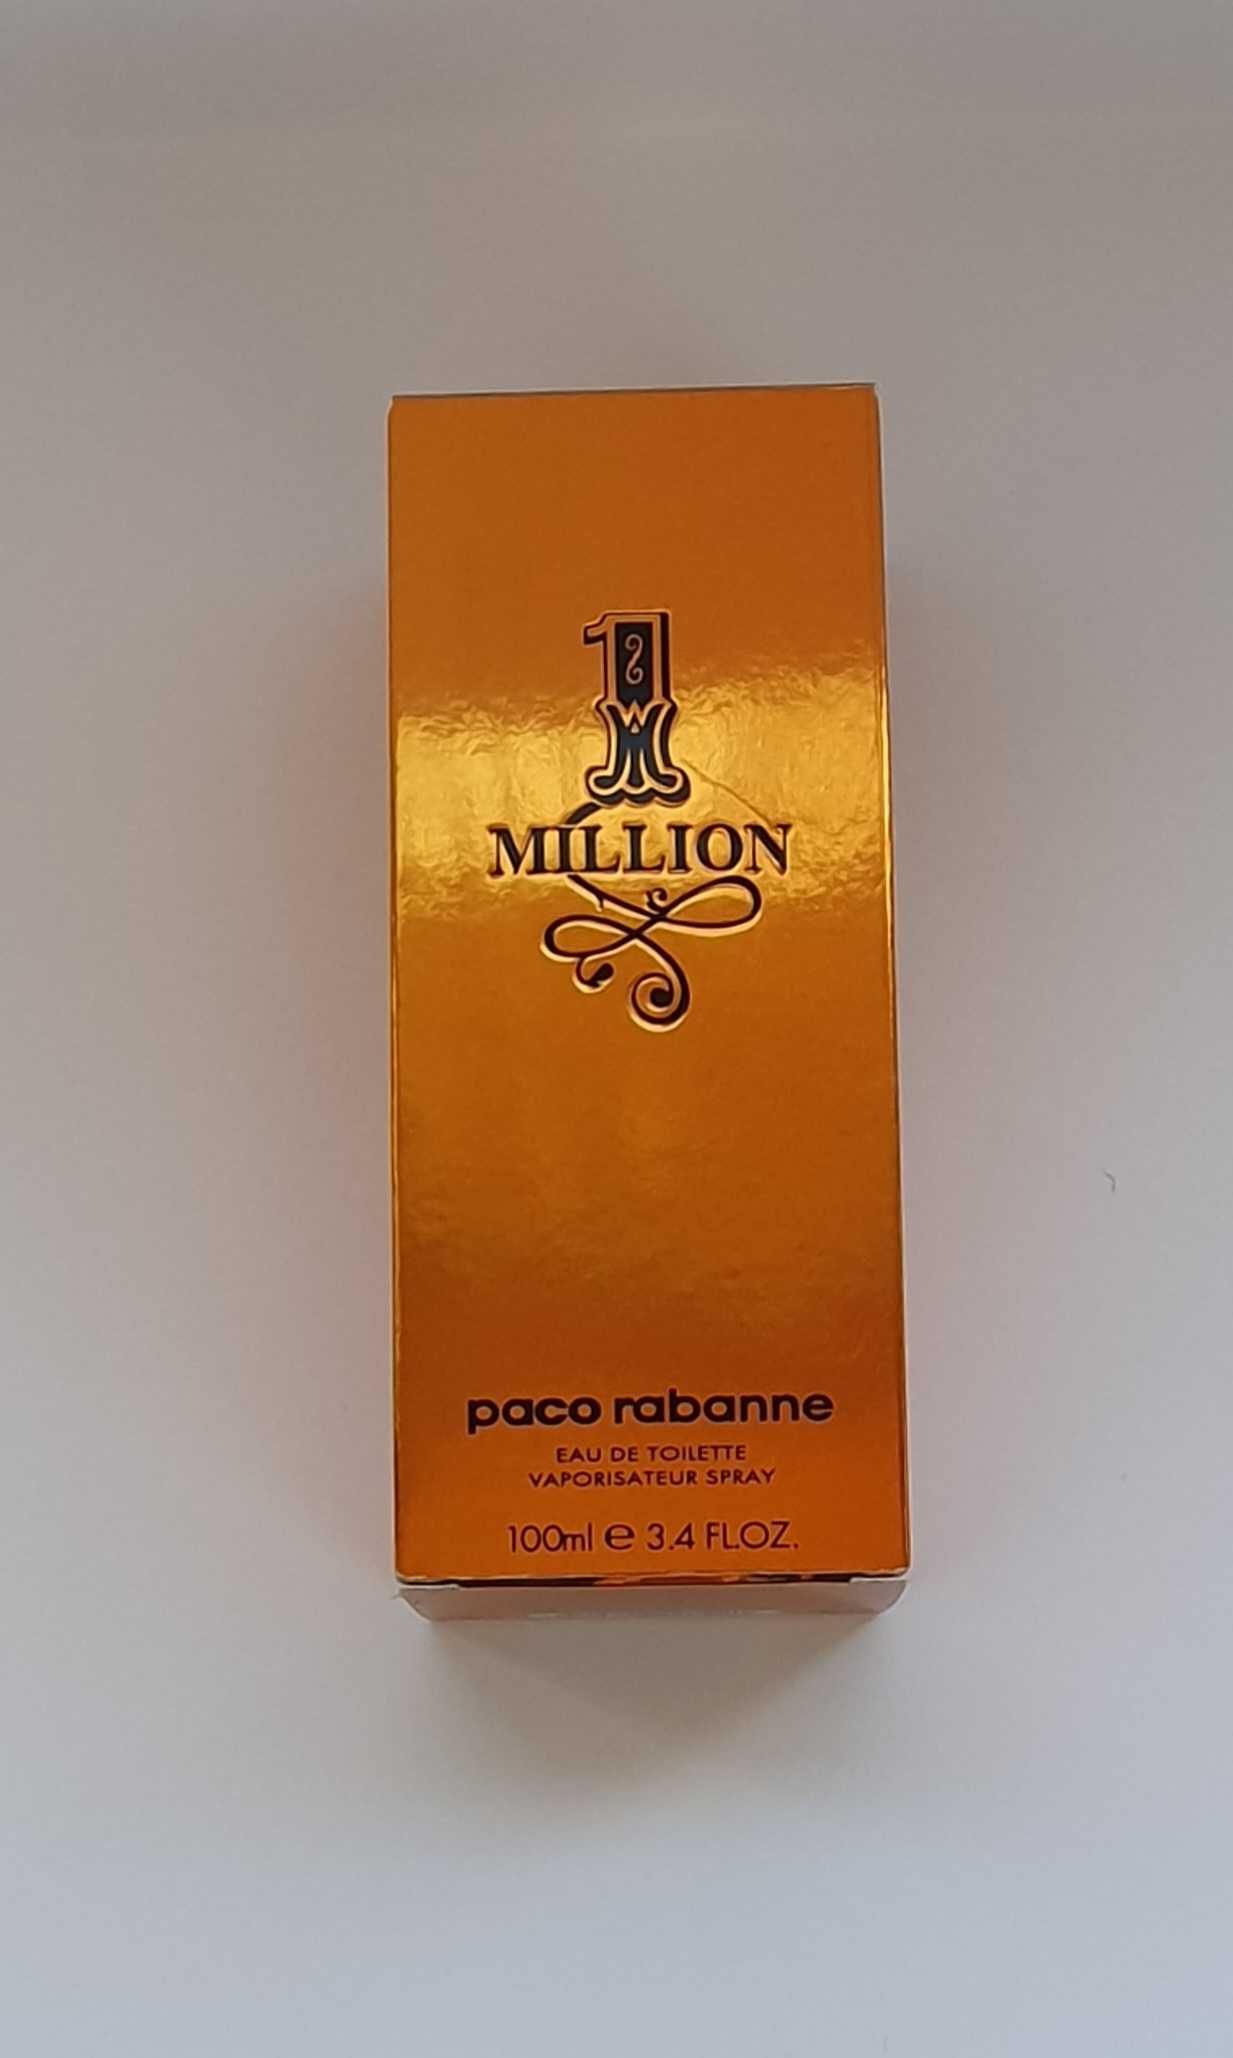 1
MILLION
paco rabanne
EAU DE TOILETTE
VAPORISATEUR SPRAY
100ml e 3.4 FL.OZ.